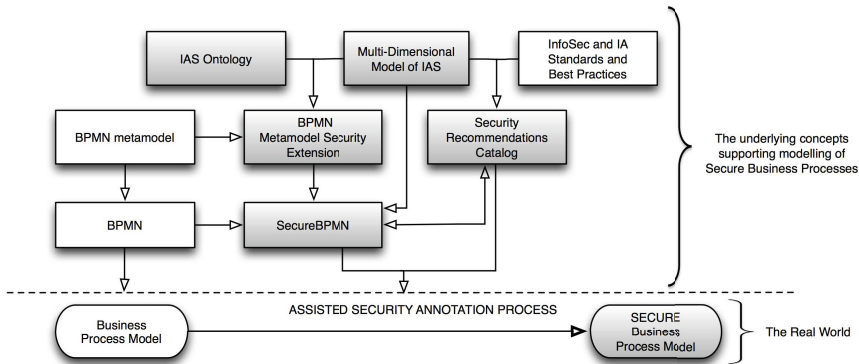 IAS Ontology
Multi-Dimensional
Model of IAS
InfoSec and IA
Standards and
Best Practices
BPMN metamodel
BPMN
Metamodel Security
Extension
Security
Recommendations
Catalog
The underlying concepts
supporting modelling of
Secure Business Processes
BPMN
SecureBPMN
ASSISTED SECURITY ANNOTATION PROCESS
Business
Process Model
SECURE
Business
Process Model
The Real World